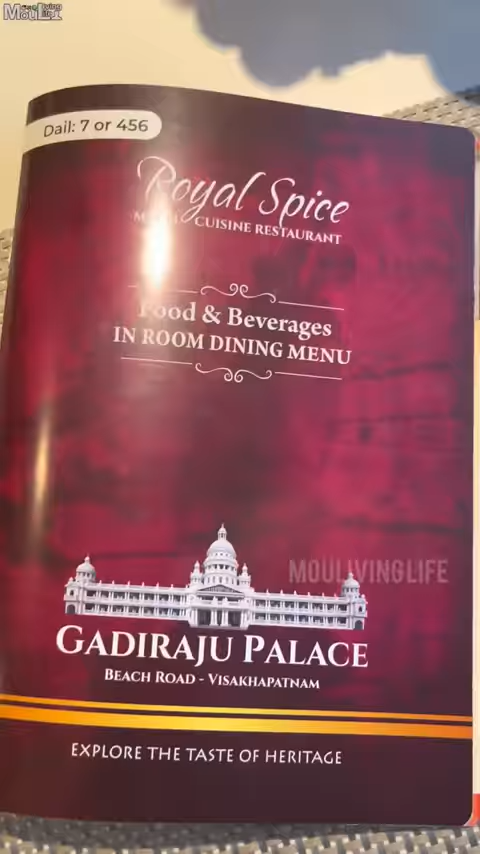 Dail: 7 or 456
Royal Spice
CUISINE RESTAURANT
Food & Beverages
IN ROOM DINING MENU
MOULIVINGLIFE
GADIRAJU PALACE
BEACH ROAD - VISAKHAPATNAM
EXPLORE THE TASTE OF HERITAGE